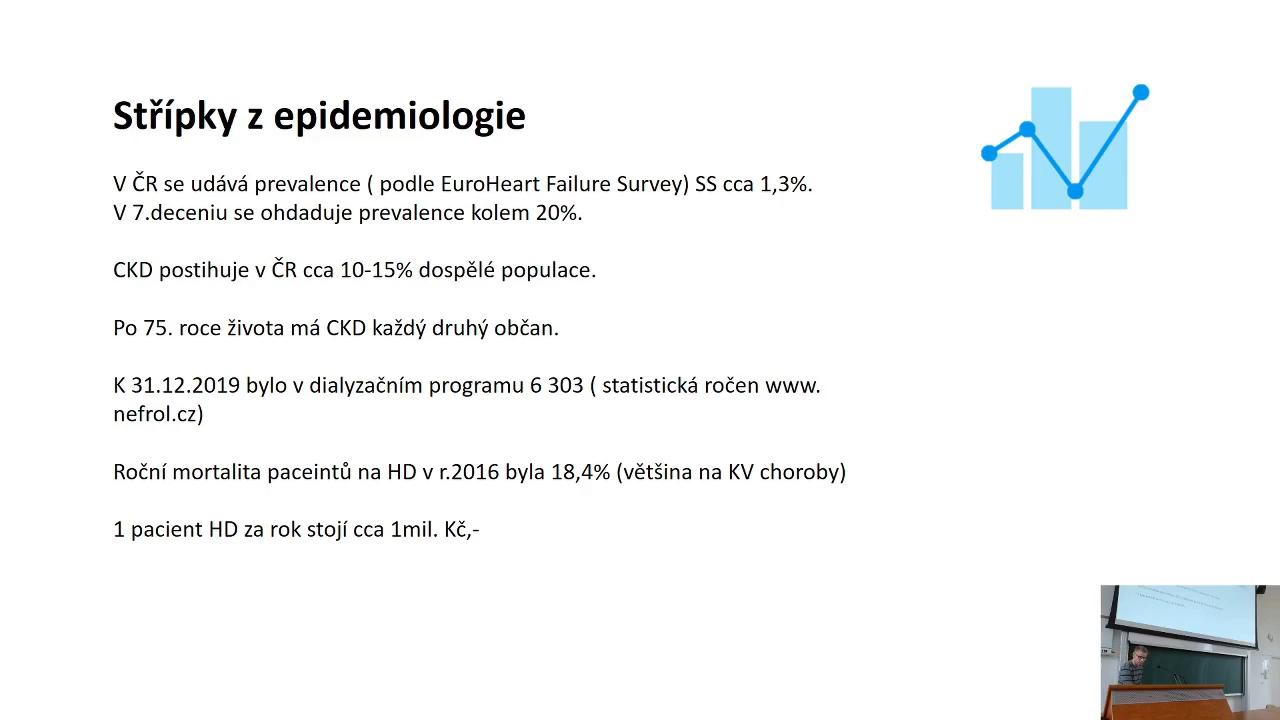 Střípky z epidemiologie
V ČR se udává prevalence ( podle EuroHeart Failure Survey) SS cca 1,3%.
V 7.deceniu se ohdaduje prevalence kolem 20%.
CKD postihuje v ČR cca 10-15% dospělé populace.
Po 75. roce života má CKD každý druhý občan.
K 31.12.2019 bylo v dialyzačním programu 6 303 ( statistická ročen www.
nefrol.cz)
Roční mortalita paceintů na HD v r.2016 byla 18,4% (většina na KV choroby)
1 pacient HD za rok stojí cca 1mil. Kč,-